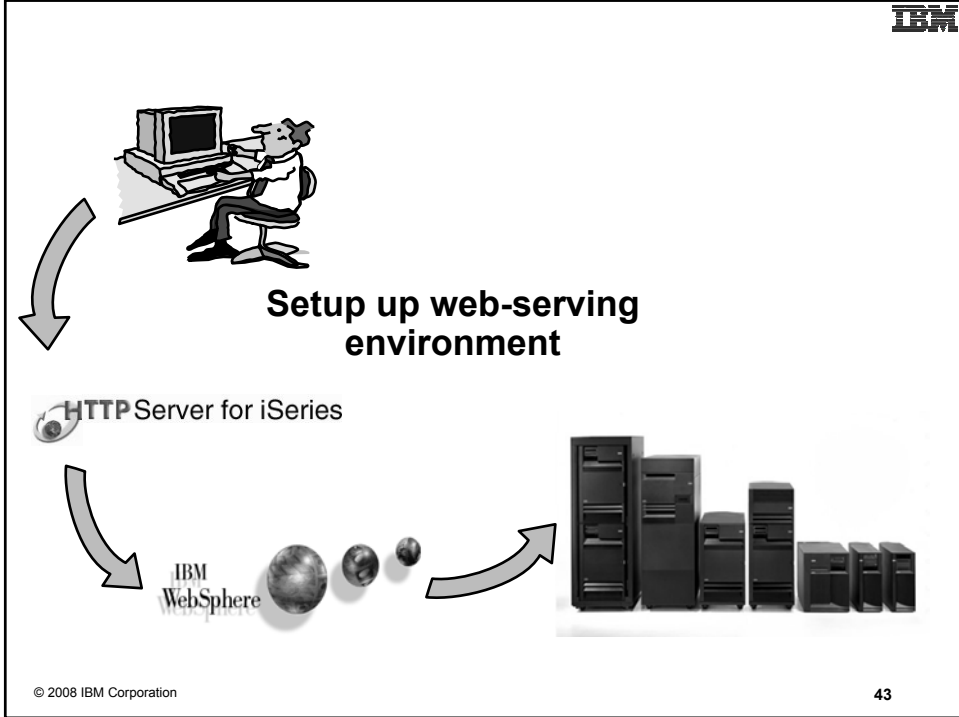 IBM
Setup up web-serving
environment
HTTP Server for iSeries
IBM
WebSphere
© 2008 IBM Corporation
43